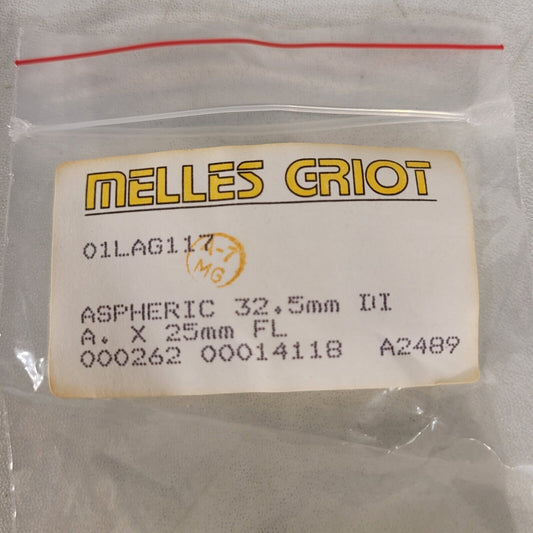 MELLES GRIOT
01LAG117
A-7
MG
ASPHERIC 32.5mm DI
A. X 25mm FL
000262 00014118 A2489